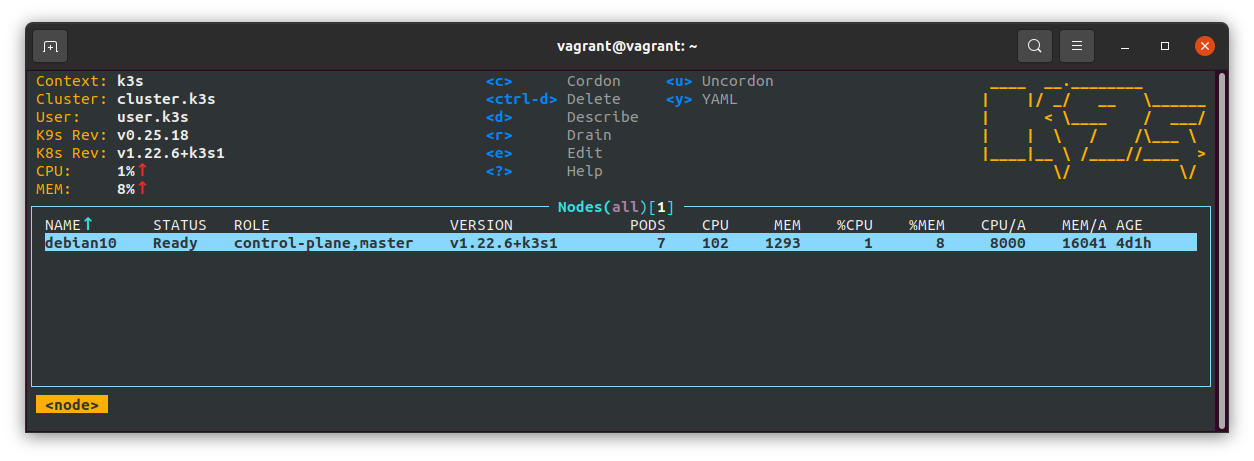 vagrant@vagrant: ~
Context: k3s <c> Cordon <u> Uncordon
Cluster: cluster.k3s <ctrl-d> Delete <y> YAML
User: user.k3s <d> Describe
K9s Rev: v0.25.18 <r> Drain
K8s Rev: v1.22.6+k3s1 <e> Edit
CPU: 1%↑ <?> Help
MEM: 8%↑
K9s
Nodes(all)[1]
NAME↑ STATUS ROLE VERSION PODS CPU MEM %CPU %MEM CPU/A MEM/A AGE
debian10 Ready control-plane,master v1.22.6+k3s1 7 102 1293 1 8 8000 16041 4d1h
<node>